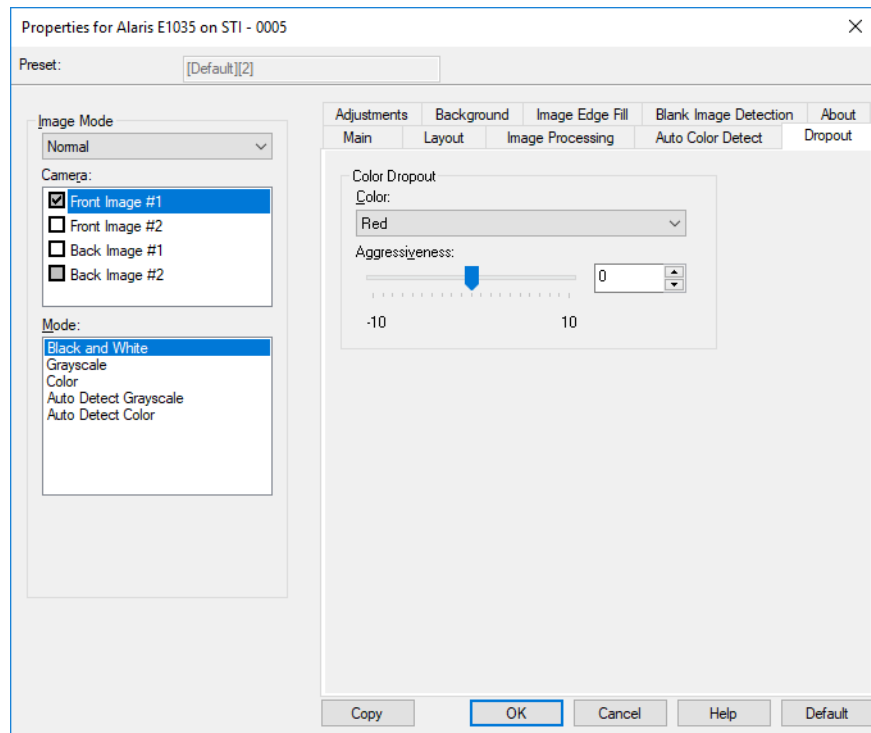 Properties for Alaris E1035 on STI - 0005
Preset:
[Default][2]
Image Mode
Normal
Camera:
Front Image #1
Front Image #2
Back Image #1
Back Image #2
Mode:
Black and White
Grayscale
Color
Auto Detect Grayscale
Auto Detect Color
Adjustments Background Image Edge Fill Blank Image Detection About
Main Layout Image Processing Auto Color Detect Dropout
Color Dropout
Color:
Red
Aggressiveness:
0
-10 10
Copy OK Cancel Help Default